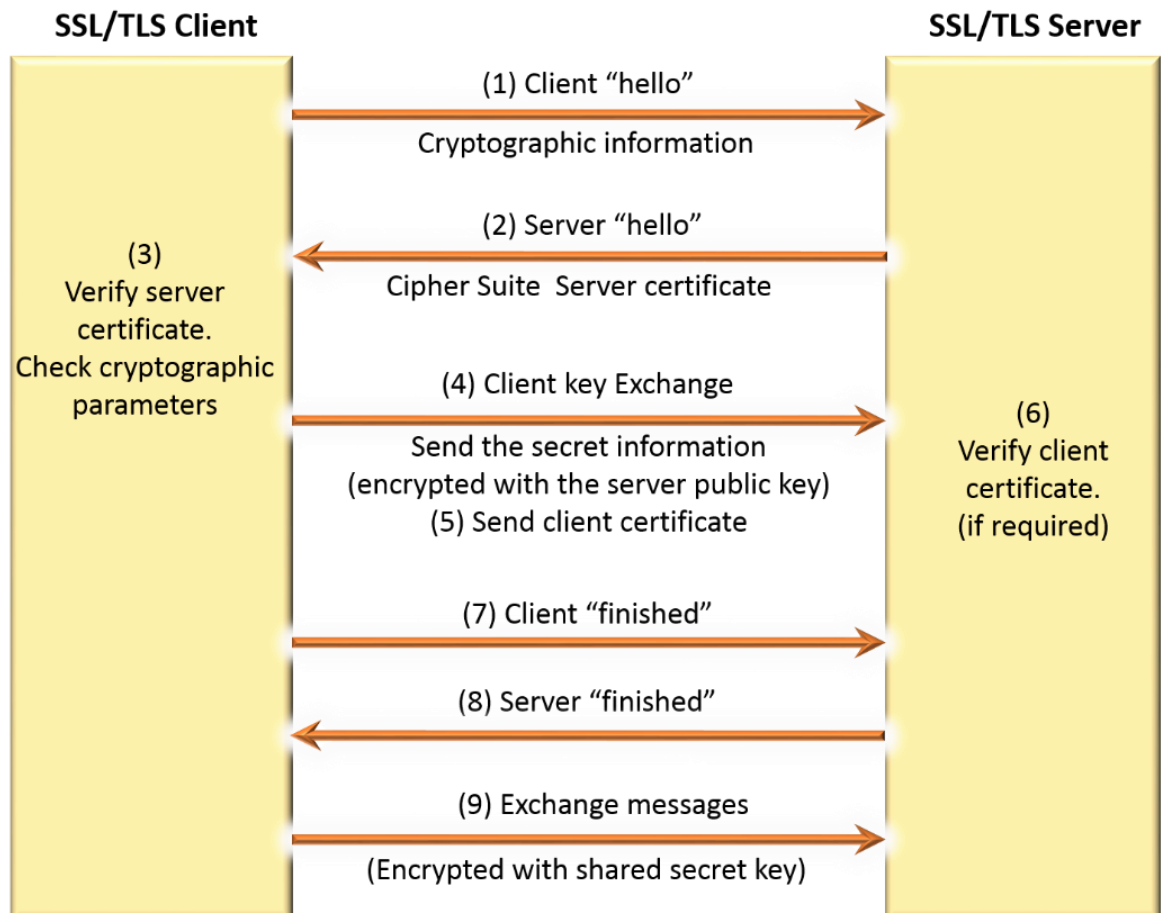 SSL/TLS Client
SSL/TLS Server
(1) Client “hello”
Cryptographic information
(2) Server “hello”
Cipher Suite  Server certificate
(3)
Verify server
certificate.
Check cryptographic
parameters
(4) Client key Exchange
Send the secret information
(encrypted with the server public key)
(5) Send client certificate
(6)
Verify client
certificate.
(if required)
(7) Client “finished”
(8) Server “finished”
(9) Exchange messages
(Encrypted with shared secret key)